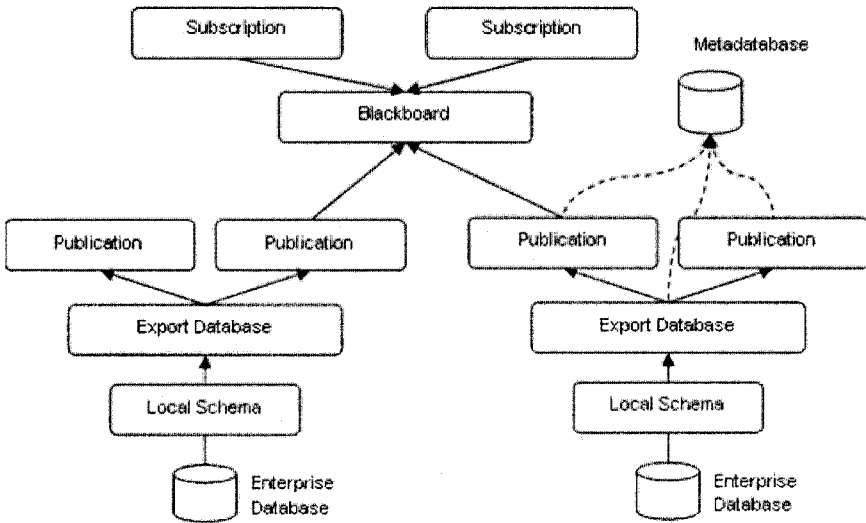 Subscription
Subscription
Metadatabase
Blackboard
Publication
Publication
Publication
Publication
Export Database
Export Database
Local Schema
Local Schema
Enterprise
Database
Enterprise
Database